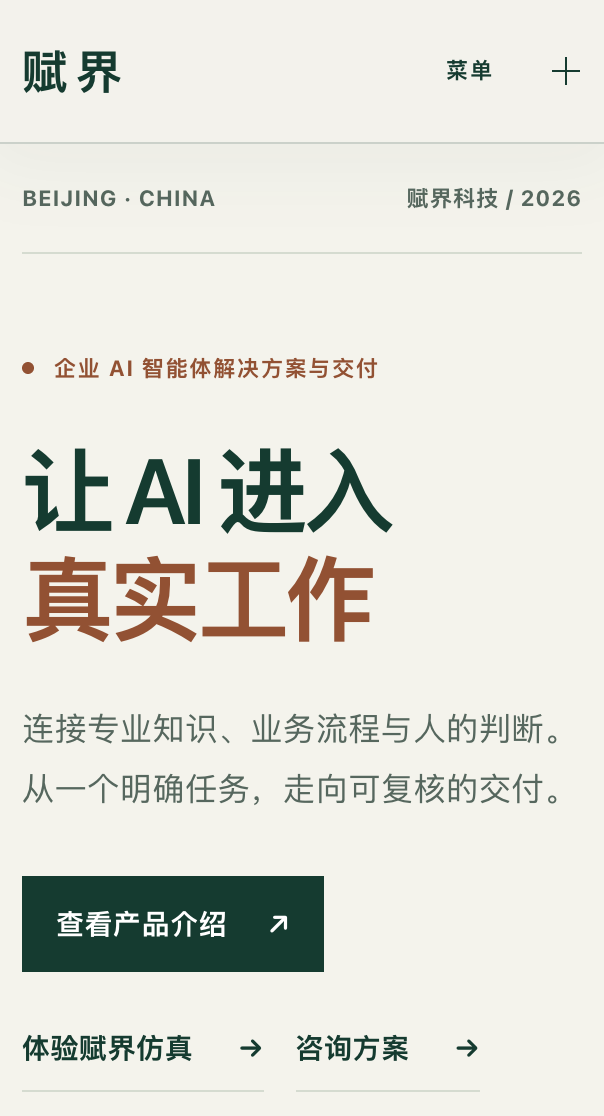 赋界
菜单
BEIJING · CHINA
赋界科技 / 2026
企业 AI 智能体解决方案与交付
让 AI 进入
真实工作
连接专业知识、业务流程与人的判断。
从一个明确任务，走向可复核的交付。
查看产品介绍
体验赋界仿真
咨询方案